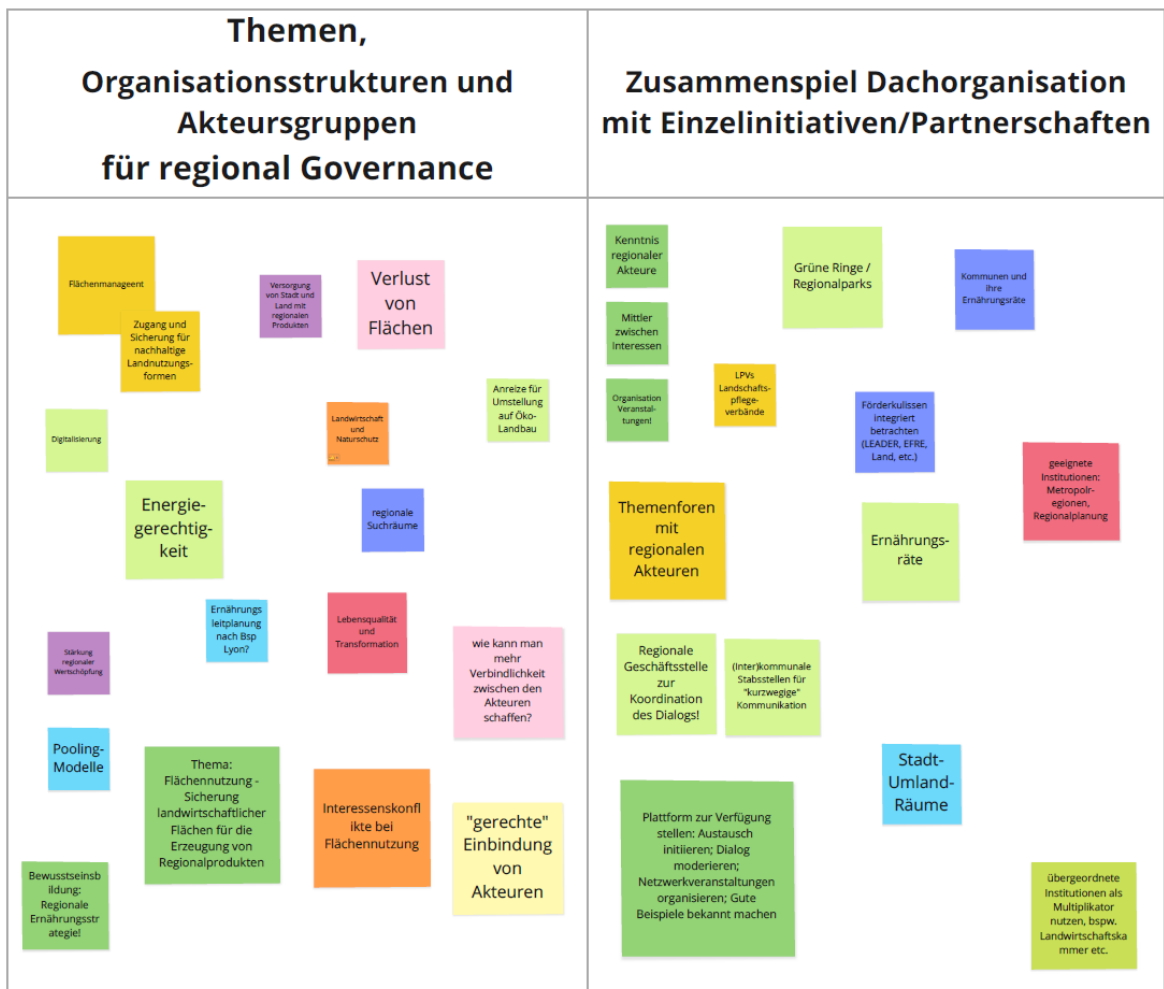 Themen,
Organisationsstrukturen und
Akteursgruppen
für regional Governance
Zusammenspiel Dachorganisation
mit Einzelinitiativen/Partnerschaften
Flächenmanageent
Zugang und
Sicherung für
nachhaltige
Landnutzungs-
formen
Versorgung
von Stadt und
Land mit
regionalen
Produkten
Verlust
von
Flächen
Digitalisierung
Landwirtschaft
und
Naturschutz
Anreize für
Umstellung
auf Öko-
Landbau
Energie-
gerechtig-
keit
regionale
Suchräume
Ernährungs
leitplanung
nach Bsp
Lyon?
Lebensqualität
und
Transformation
Stärkung
regionaler
Wertschöpfung
wie kann man
mehr
Verbindlichkeit
zwischen den
Akteuren
schaffen?
Pooling-
Modelle
Thema:
Flächennutzung -
Sicherung
landwirtschaftlicher
Flächen für die
Erzeugung von
Regionalprodukten
Interessenskonfl
ikte bei
Flächennutzung
"gerechte"
Einbindung
von
Akteuren
Bewusstseinsb
ildung:
Regionale
Ernährungsstr
ategie!
Kenntnis
regionaler
Akteure
Grüne Ringe /
Regionalparks
Kommunen und
ihre
Ernährungsräte
Mittler
zwischen
Interessen
Organisation
Veranstal-
tungen!
LPVs
Landschafts-
pflege-
verbände
Förderkulissen
integriert
betrachten
(LEADER, EFRE,
Land, etc.)
geeignete
Institutionen:
Metropolr-
egionen,
Regionalplanung
Themenforen
mit
regionalen
Akteuren
Ernährungs-
räte
Regionale
Geschäftsstelle
zur
Koordination
des Dialogs!
(Inter)kommunale
Stabsstellen für
"kurzwegige"
Kommunikation
Stadt-
Umland-
Räume
Plattform zur Verfügung
stellen: Austausch
initiieren; Dialog
moderieren;
Netzwerkveranstaltungen
organisieren; Gute
Beispiele bekannt machen
übergeordnete
Institutionen als
Multiplikator
nutzen, bspw.
Landwirtschaftska
mmer etc.